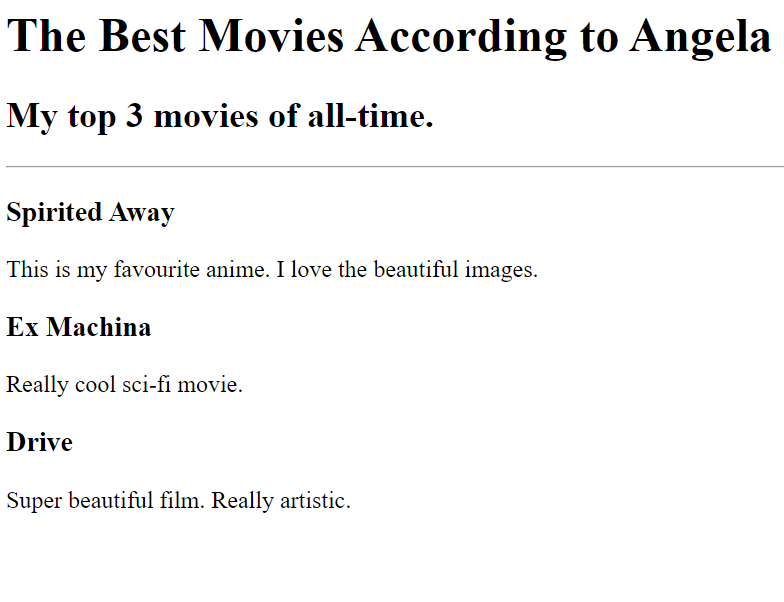 The Best Movies According to Angela
My top 3 movies of all-time.
Spirited Away
This is my favourite anime. I love the beautiful images.
Ex Machina
Really cool sci-fi movie.
Drive
Super beautiful film. Really artistic.